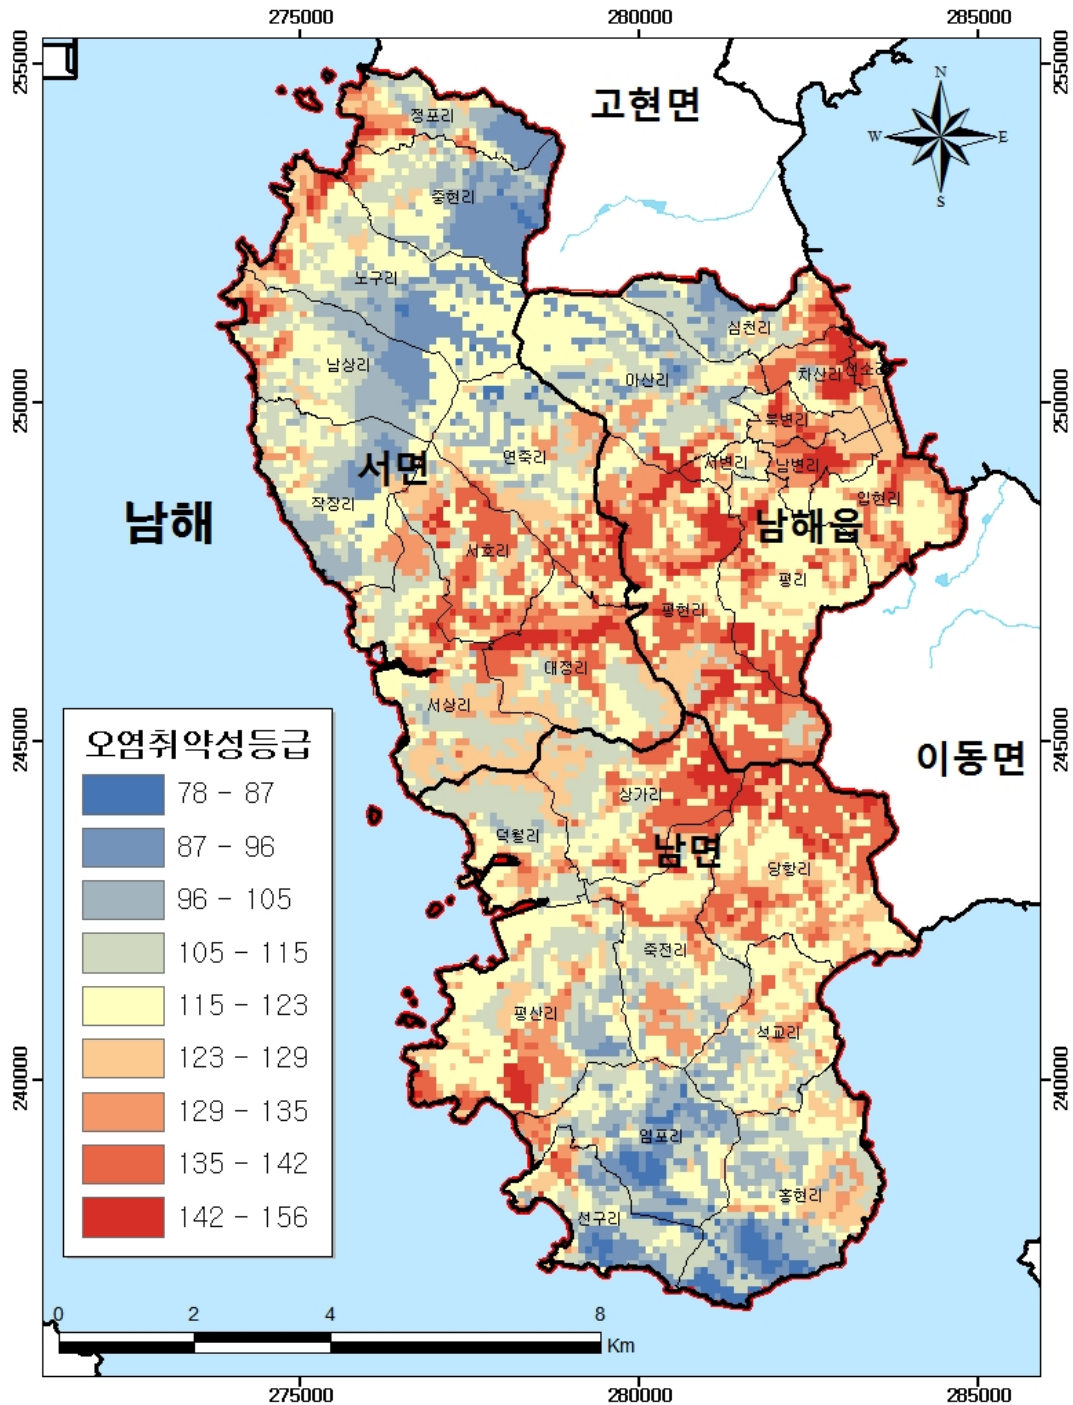 275000
280000
285000
255000
255000
고현면
N
W
E
S
정포리
중현리
노구리
심천리
남상리
아산리
차산리
선소리
250000
250000
북변리
연죽리
서변리
남변리
서면
입현리
작장리
남해
남해읍
서호리
평리
평현리
대정리
서상리
245000
245000
오염취약성등급
이동면
78 - 87
상가리
덕월리
87 - 96
남면
당항리
96 - 105
105 - 115
죽전리
115 - 123
평산리
석교리
123 - 129
240000
240000
129 - 135
임포리
135 - 142
홍현리
142 - 156
선구리
0
2
4
8
Km
275000
280000
285000